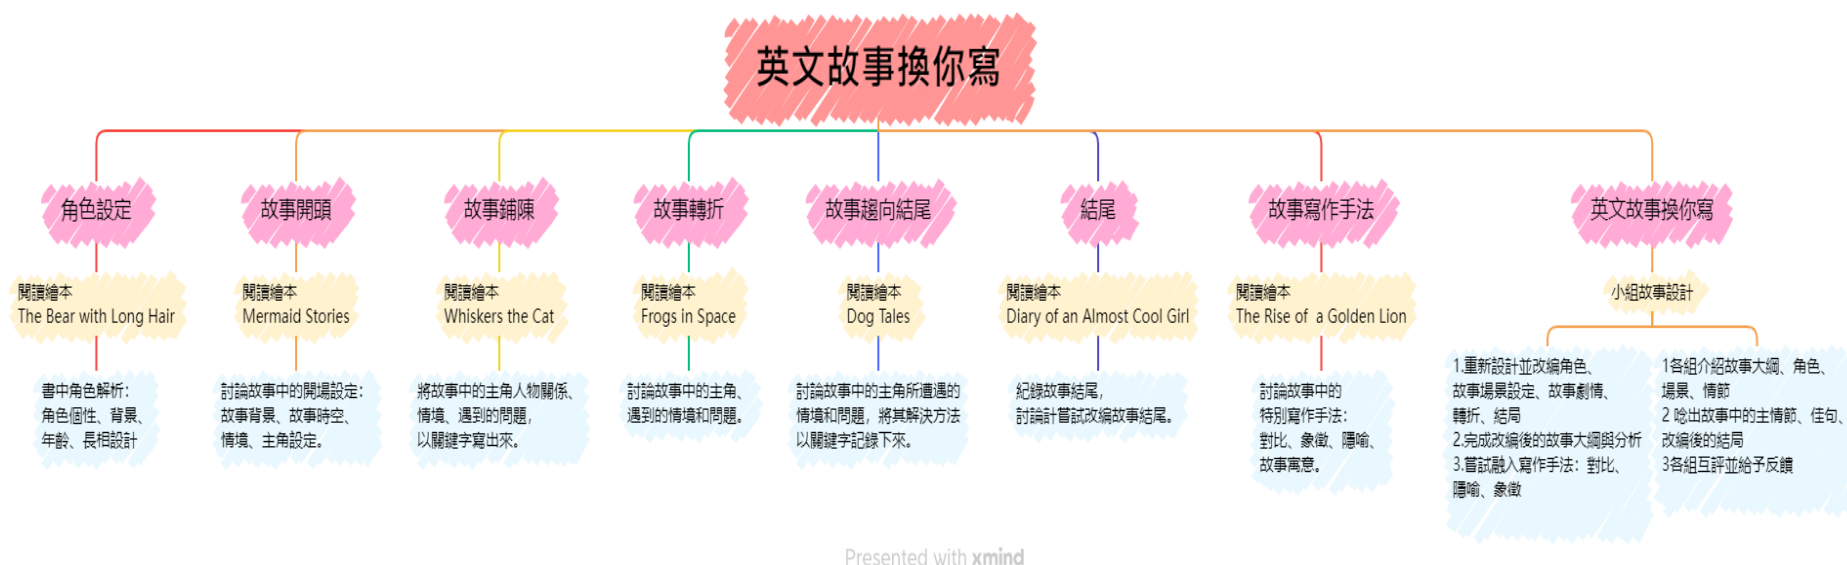 英文故事換你寫
角色設定
閱讀繪本
The Bear with Long Hair
書中角色解析：
角色個性、背景、
年齡、長相設計
故事開頭
閱讀繪本
Mermaid Stories
討論故事中的開場設定：
故事背景、故事時空、
情境、主角設定。
故事鋪陳
閱讀繪本
Whiskers the Cat
將故事中的主角人物關係、
情境、遇到的問題，
以關鍵字寫出來。
故事轉折
閱讀繪本
Frogs in Space
討論故事中的主角、
遇到的情境和問題。
故事趨向結尾
閱讀繪本
Dog Tales
討論故事中的主角所遭遇的
情境和問題，將其解決方法
以關鍵字記錄下來。
結尾
閱讀繪本
Diary of an Almost Cool Girl
紀錄故事結尾，
討論計嘗試改編故事結尾。
故事寫作手法
閱讀繪本
The Rise of a Golden Lion
討論故事中的
特別寫作手法：
對比、象徵、隱喻、
故事寓意。
英文故事換你寫
小組故事設計
1.重新設計並改編角色、
故事場景設定、故事劇情、
轉折、結局
2.完成改編後的故事大綱與分析
3.嘗試融入寫作手法：對比、
隱喻、象徵
1各組介紹故事大綱、角色、
場景、情節
2 唸出故事中的主情節、佳句、
改編後的結局
3各組互評並給予反饋
Presented with xmind